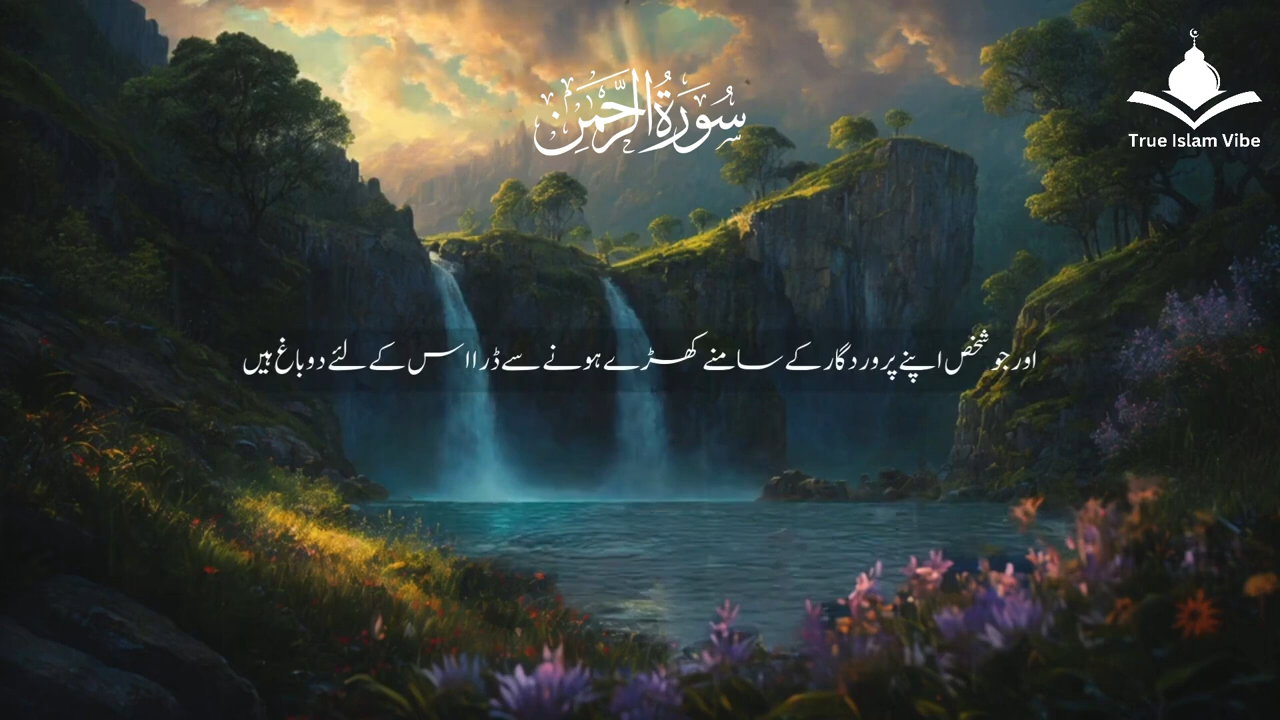 سُورَةُ الرَّحْمٰن
True Islam Vibe
اور جو شخص اپنے پروردگار کے سامنے کھڑے ہونے سے ڈرا اس کے لئے دو باغ ہیں